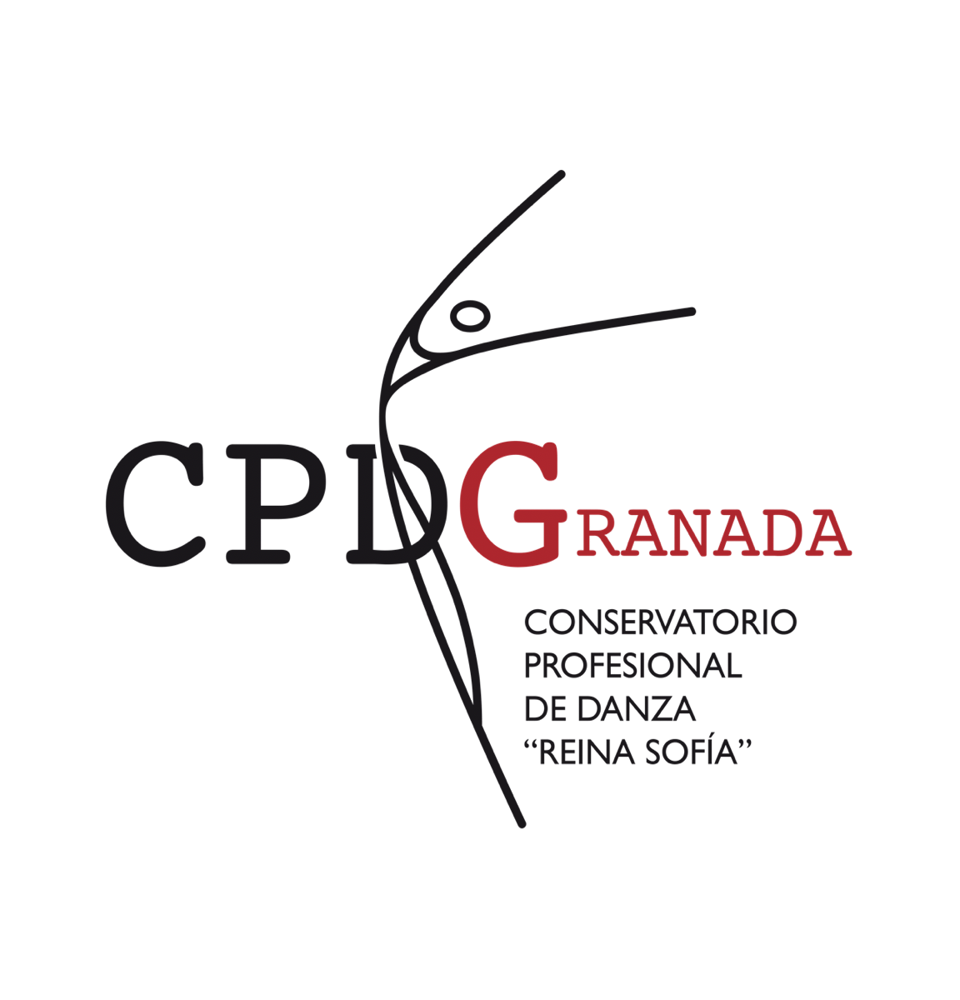 CPDGRANADA
CONSERVATORIO
PROFESIONAL
DE DANZA
“REINA SOFÍA”